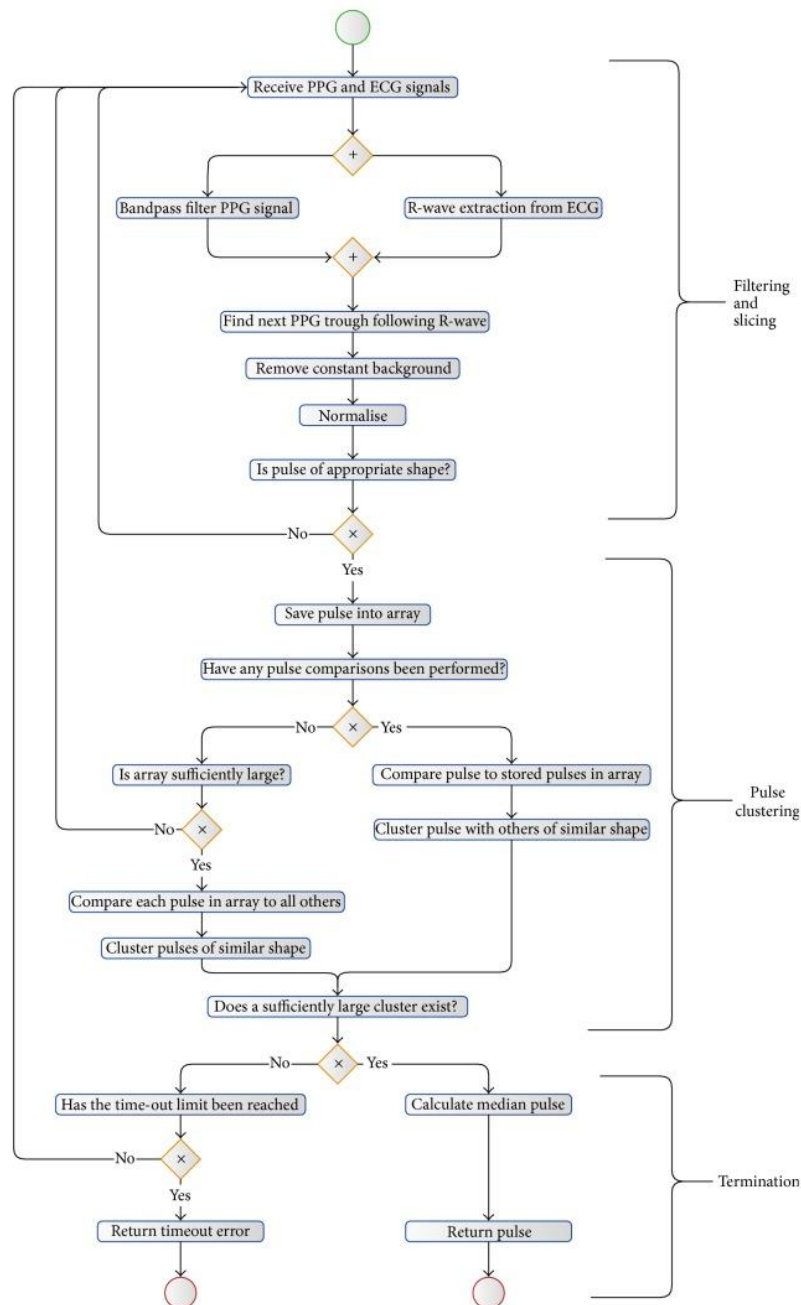 Receive PPG and ECG signals
+
Bandpass filter PPG signal
R-wave extraction from ECG
+
Find next PPG trough following R-wave
Remove constant background
Normalise
Is pulse of appropriate shape?
No
×
Yes
Filtering
and
slicing
Save pulse into array
Have any pulse comparisons been performed?
No
×
Yes
Is array sufficiently large?
Compare pulse to stored pulses in array
No
×
Cluster pulse with others of similar shape
Yes
Compare each pulse in array to all others
Cluster pulses of similar shape
Does a sufficiently large cluster exist?
Pulse
clustering
No
×
Yes
Has the time-out limit been reached
Calculate median pulse
No
×
Yes
Return timeout error
Return pulse
Termination